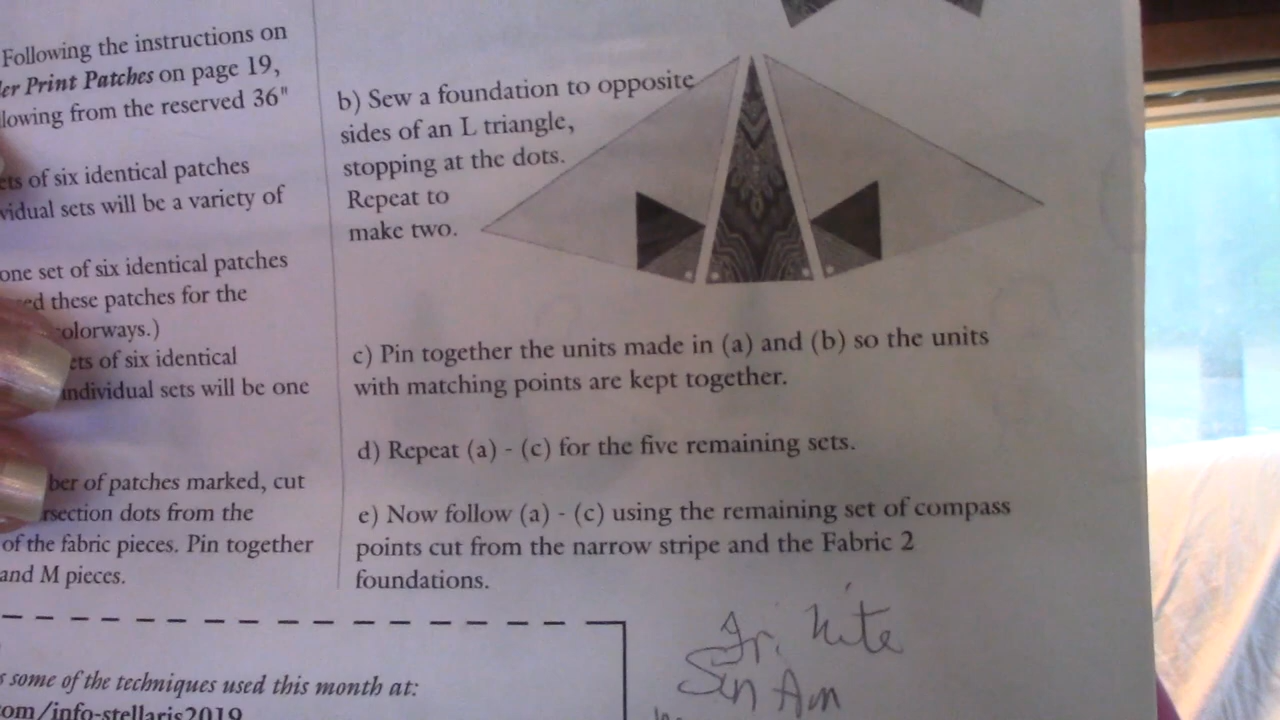 Following the instructions on
er Print Patches on page 19,
lowing from the reserved 36"
ets of six identical patches
vidual sets will be a variety of
one set of six identical patches
ed these patches for the
olorways.)
ets of six identical
individual sets will be one
ber of patches marked, cut
rsection dots from the
of the fabric pieces. Pin together
and M pieces.
s some of the techniques used this month at:
om/info-stellaris2019
b) Sew a foundation to opposite
sides of an L triangle,
stopping at the dots.
Repeat to
make two.
c) Pin together the units made in (a) and (b) so the units
with matching points are kept together.
d) Repeat (a) - (c) for the five remaining sets.
e) Now follow (a) - (c) using the remaining set of compass
points cut from the narrow stripe and the Fabric 2
foundations.